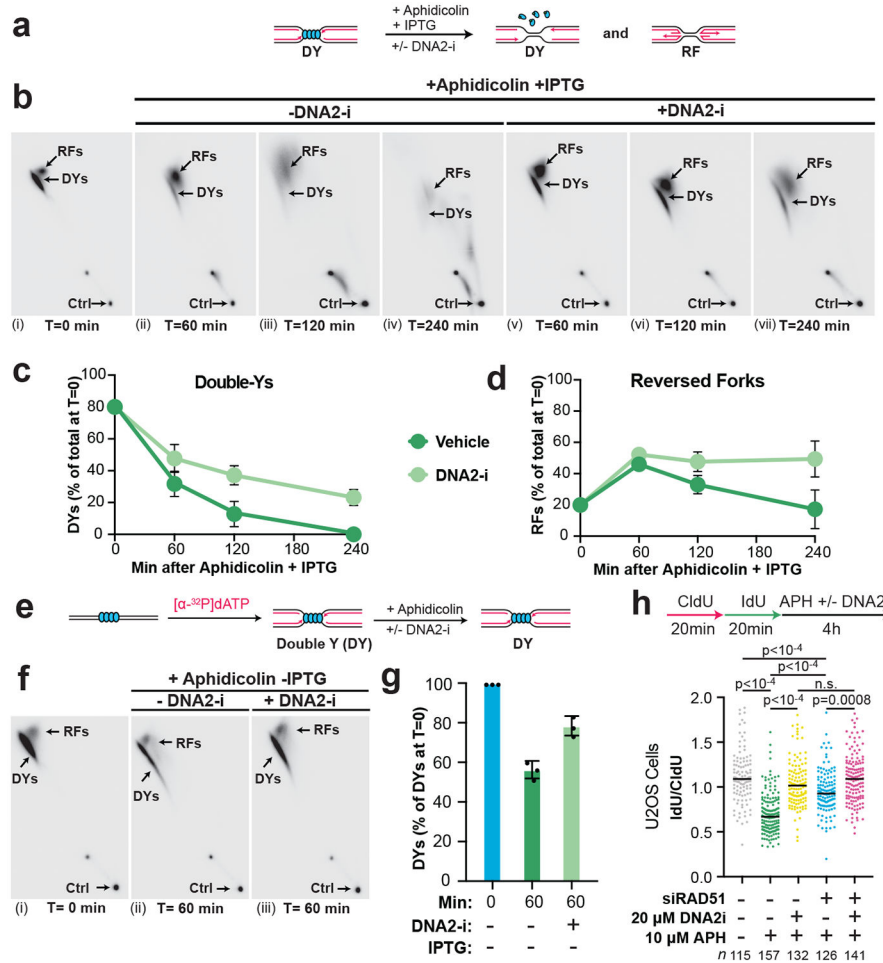 a
+ Aphidicolin
+ IPTG
+/- DNA2-i
DY
DY
and
RF
b
+Aphidicolin +IPTG
-DNA2-i
+DNA2-i
RFs
DYs
Ctrl
(i) T=0 min
RFs
DYs
Ctrl
(ii) T=60 min
RFs
DYs
Ctrl
(iii) T=120 min
RFs
DYs
Ctrl
(iv) T=240 min
RFs
DYs
Ctrl
(v) T=60 min
RFs
DYs
Ctrl
(vi) T=120 min
RFs
DYs
Ctrl
(vii) T=240 min
c
Double-Ys
DYs (% of total at T=0)
100
80
60
40
20
0
0 60 120 180 240
Min after Aphidicolin + IPTG
Vehicle
DNA2-i
d
Reversed Forks
RFs (% of total at T=0)
100
80
60
40
20
0
0 60 120 180 240
Min after Aphidicolin + IPTG
e
[α-³²P]dATP
Double Y (DY)
+ Aphidicolin
+/- DNA2-i
DY
f
+ Aphidicolin -IPTG
- DNA2-i
+ DNA2-i
RFs
DYs
Ctrl
(i) T= 0 min
RFs
DYs
Ctrl
(ii) T= 60 min
RFs
DYs
Ctrl
(iii) T= 60 min
g
DYs (% of DYs at T=0)
100
80
60
40
20
0
Min: 0 60 60
DNA2-i: - - +
IPTG: - - -
h
CldU IdU APH +/- DNA2
20min 20min 4h
p<10⁻⁴
p<10⁻⁴
p<10⁻⁴ n.s.
p<10⁻⁴ p=0.0008
U2OS Cells
IdU/CldU
2.0
1.5
1.0
0.5
0.0
siRAD51 - - - + +
20 µM DNA2i - - + - +
10 µM APH - + + + +
n 115 157 132 126 141